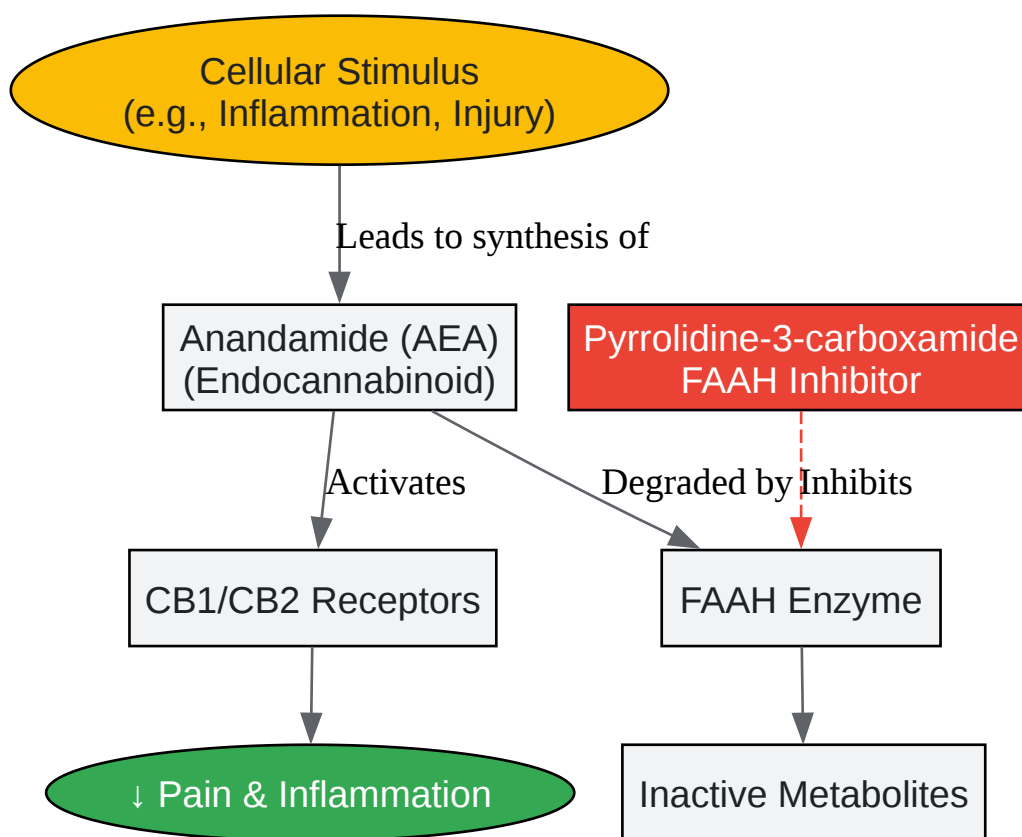 Cellular Stimulus
(e.g., Inflammation, Injury)
Leads to synthesis of
Anandamide (AEA)
(Endocannabinoid)
Pyrrolidine-3-carboxamide
FAAH Inhibitor
Activates
Degraded by
Inhibits
CB1/CB2 Receptors
FAAH Enzyme
↓ Pain & Inflammation
Inactive Metabolites